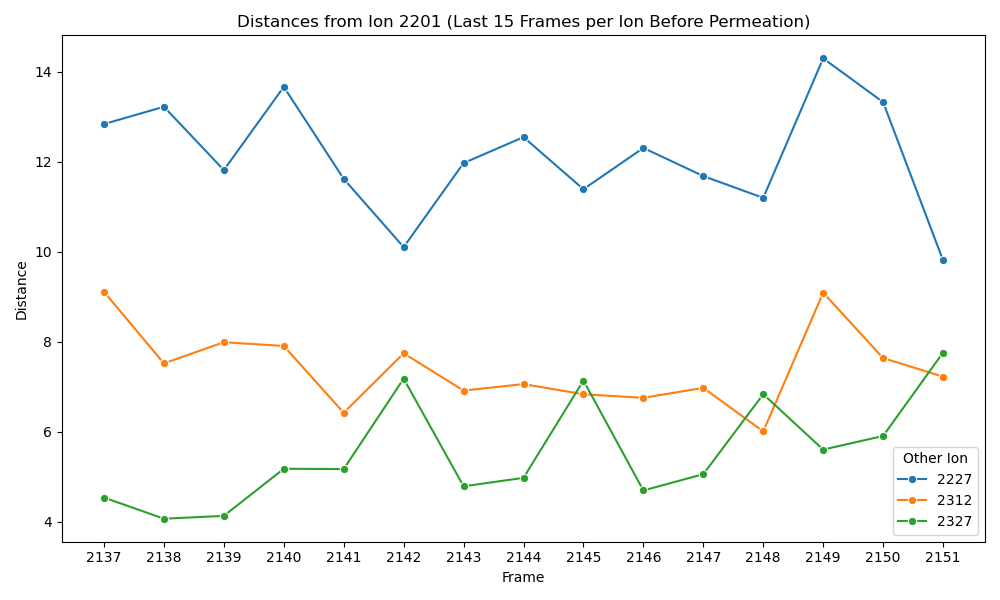 Distances from Ion 2201 (Last 15 Frames per Ion Before Permeation)
Distance
14
12
10
8
6
4
Other Ion
2227
2312
2327
2137 2138 2139 2140 2141 2142 2143 2144 2145 2146 2147 2148 2149 2150 2151
Frame